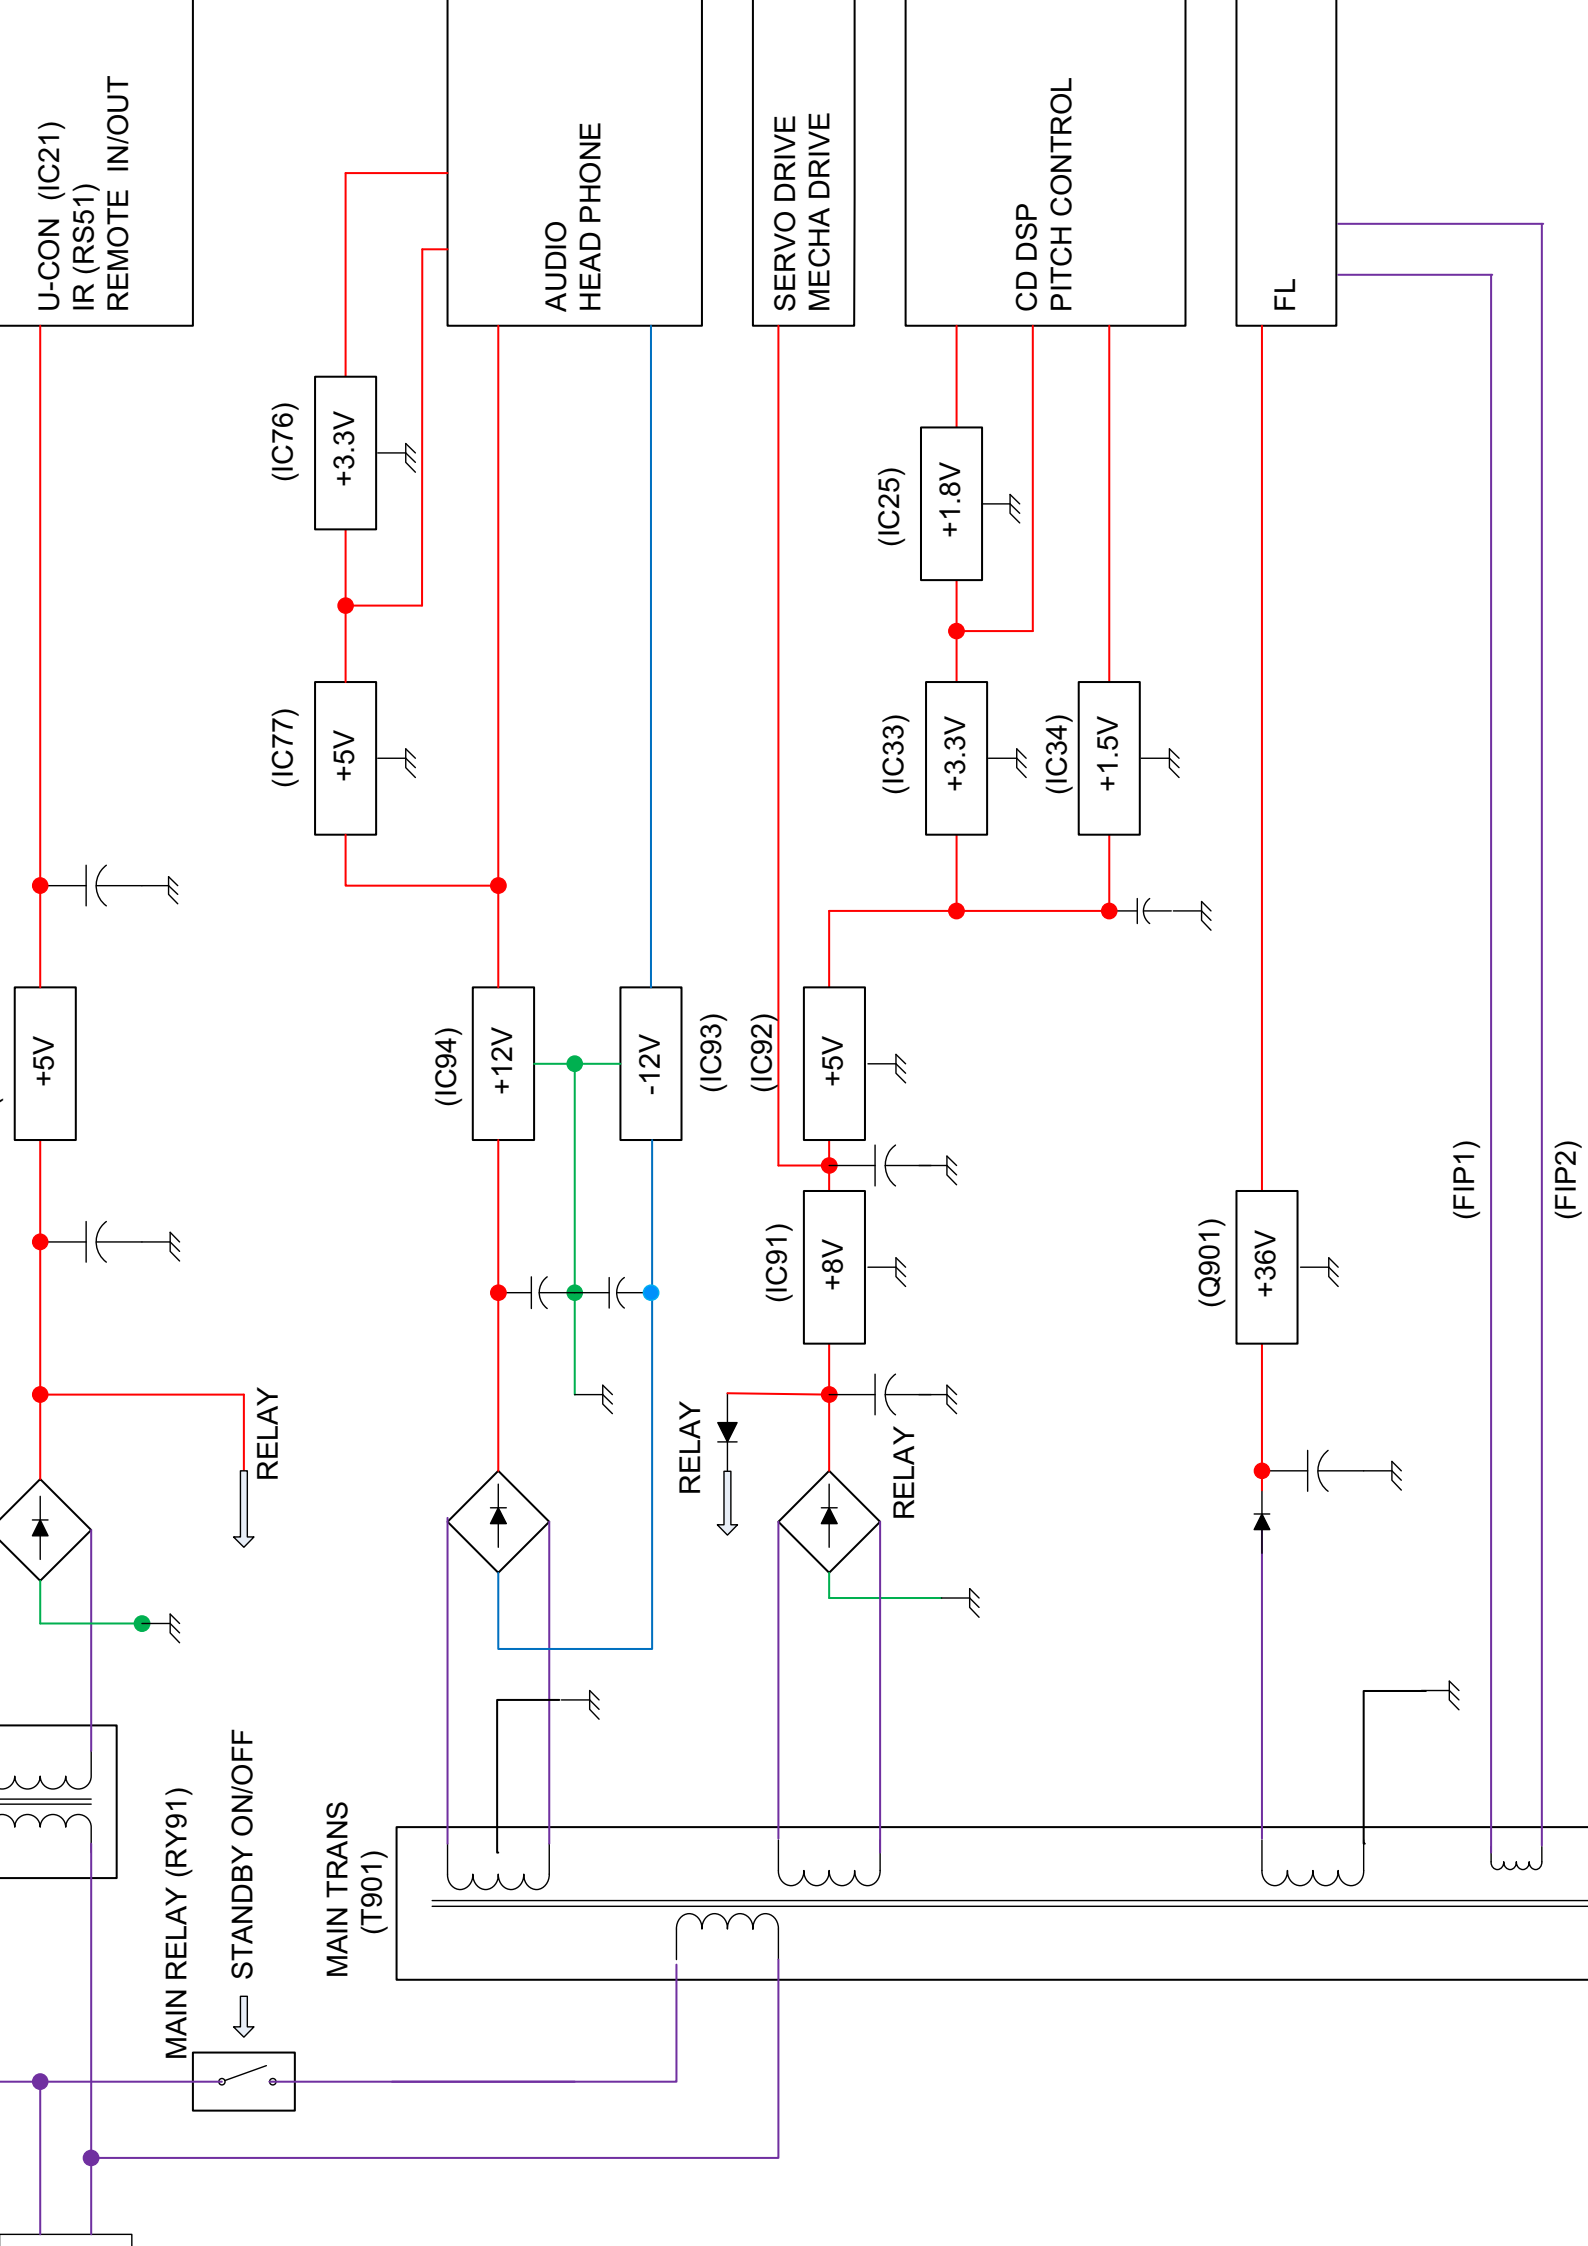 U-CON (IC21)
IR (RS51)
REMOTE IN/OUT
+5V
RELAY
MAIN RELAY (RY91)
STANDBY ON/OFF
(IC76)
+3.3V
(IC77)
+5V
AUDIO
HEAD PHONE
(IC94)
+12V
-12V
(IC93)
MAIN TRANS
(T901)
SERVO DRIVE
MECHA DRIVE
(IC92)
+5V
(IC91)
+8V
RELAY
RELAY
CD DSP
PITCH CONTROL
(IC25)
+1.8V
(IC33)
+3.3V
(IC34)
+1.5V
FL
(Q901)
+36V
(FIP1)
(FIP2)